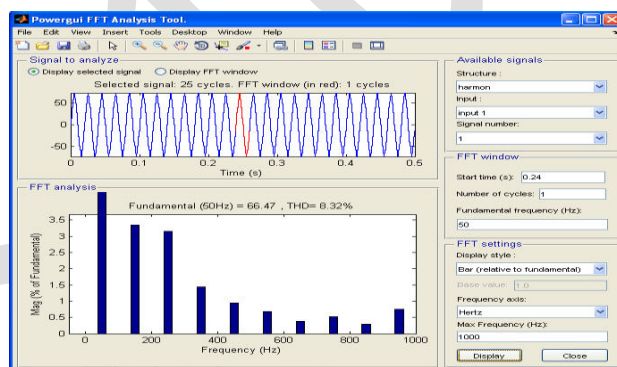 Powergui FFT Analysis Tool.
File Edit View Insert Tools Desktop Window Help
Signal to analyze
Display selected signal Display FFT window
Selected signal: 25 cycles. FFT window (in red): 1 cycles
50
0
-50
0 0.1 0.2 0.3 0.4 0.5
Time (s)
FFT analysis
Fundamental (50Hz) = 66.47 , THD= 8.32%
3.5
3
2.5
2
1.5
1
0.5
0
Mag (% of Fundamental)
0 200 400 600 800 1000
Frequency (Hz)
Available signals
Structure :
harmon
Input :
input 1
Signal number:
1
FFT window
Start time (s): 0.24
Number of cycles: 1
Fundamental frequency (Hz):
50
FFT settings
Display style :
Bar (relative to fundamental)
Base value: 1.0
Frequency axis:
Hertz
Max Frequency (Hz):
1000
Display Close